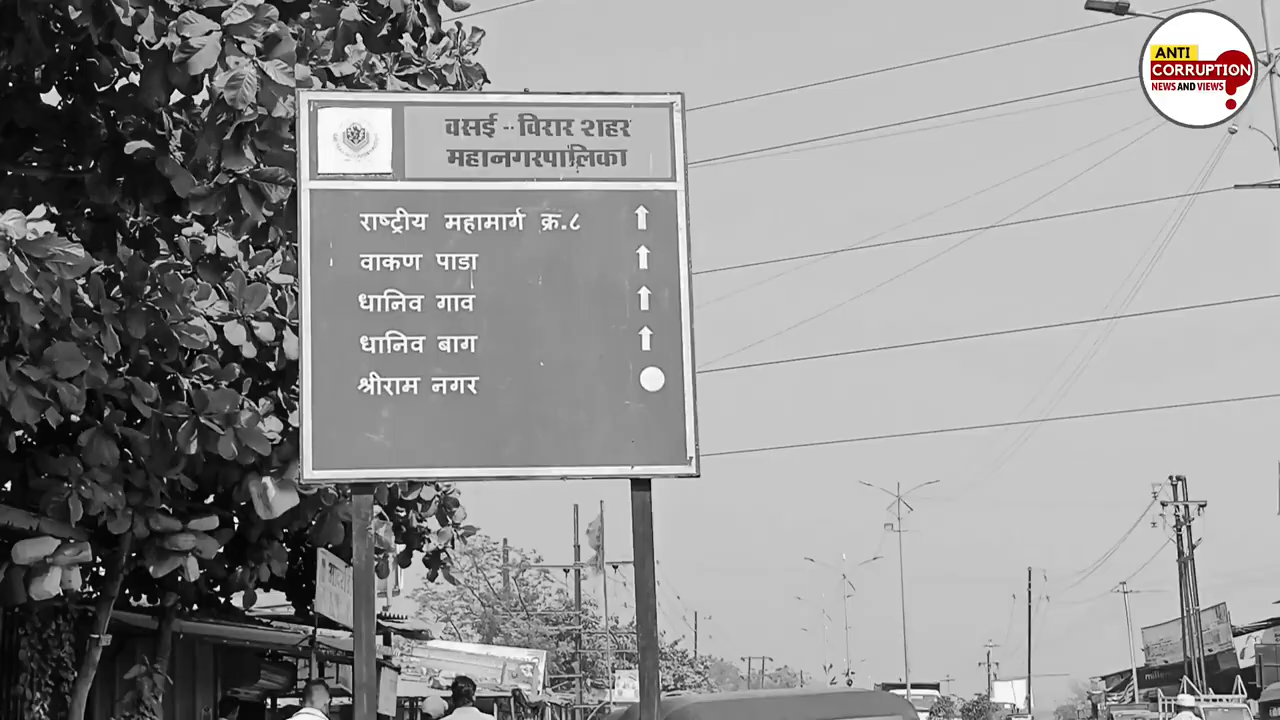 ANTI
CORRUPTION
NEWS AND VIEWS
वसई - विरार शहर
महानगरपालिका
राष्ट्रीय महामार्ग क्र.८
वाकण पाडा
धानिव गाव
धानिव बाग
श्रीराम नगर